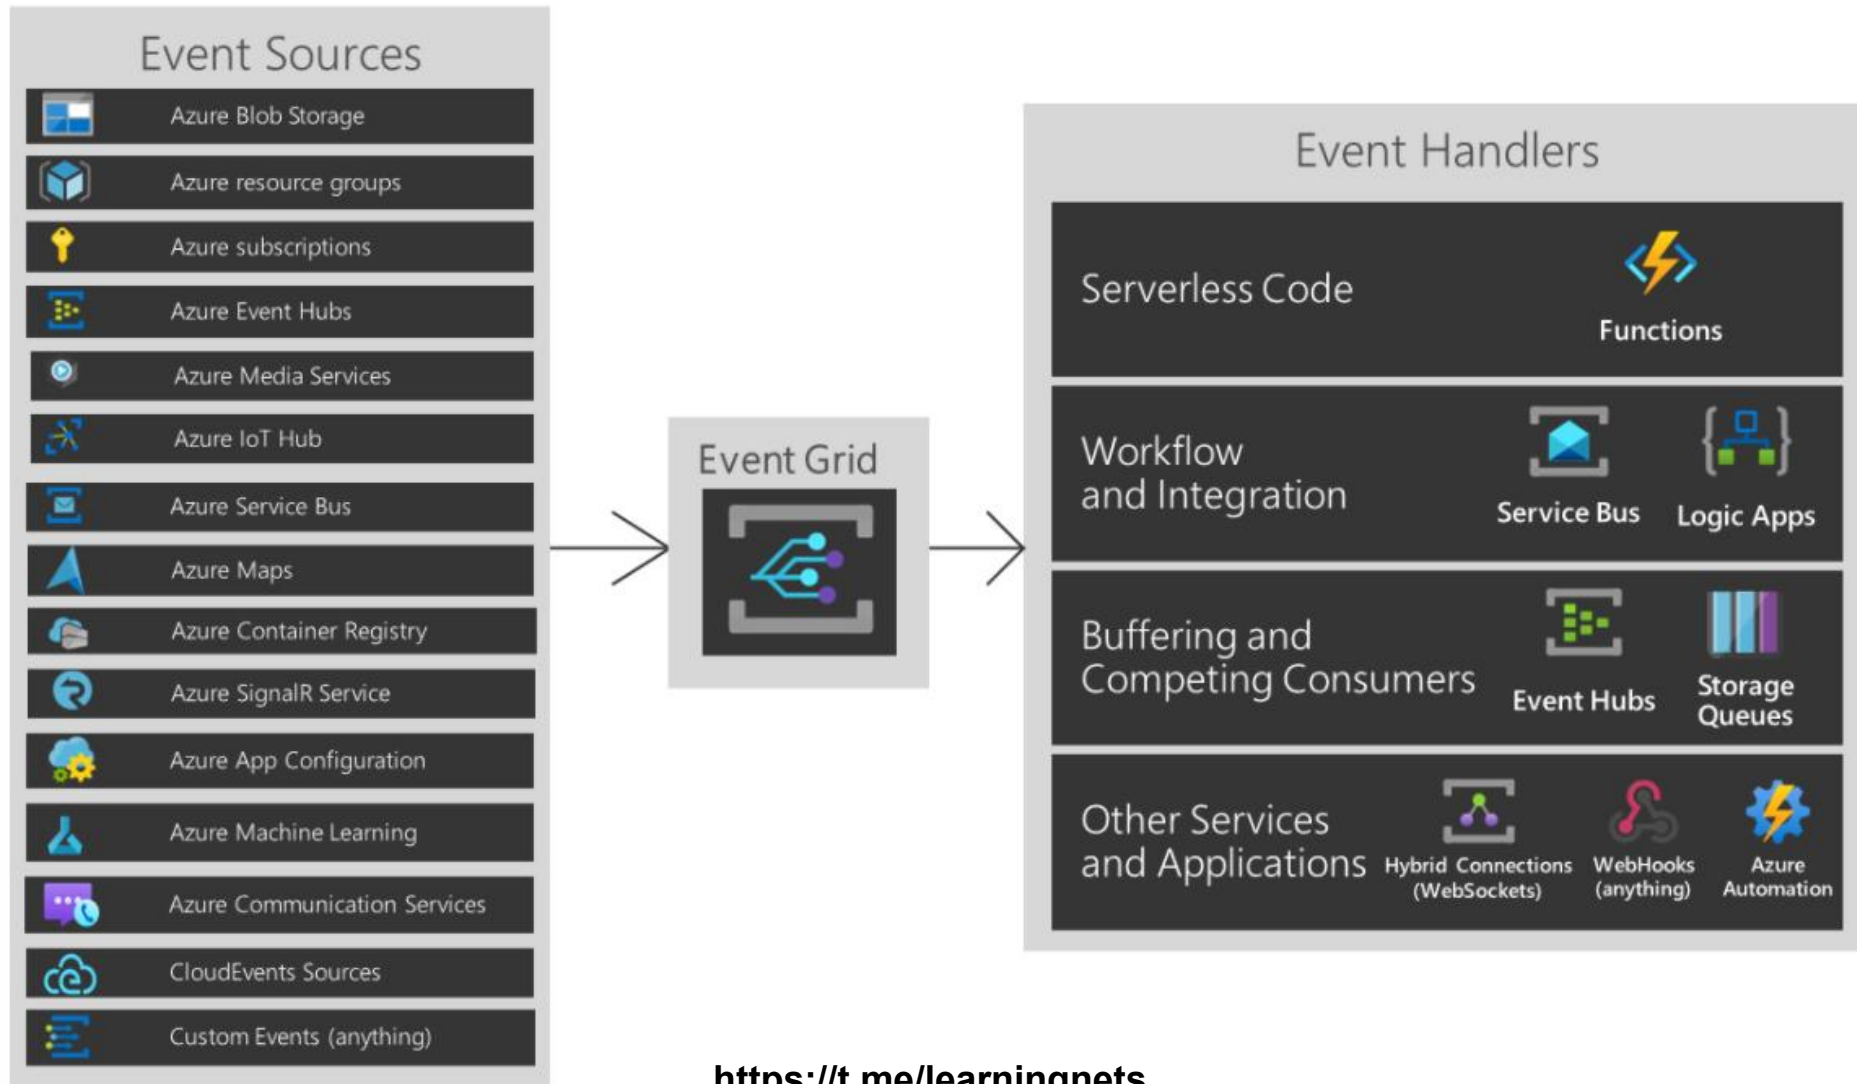 Event Sources
Azure Blob Storage
Azure resource groups
Azure subscriptions
Azure Event Hubs
Azure Media Services
Azure IoT Hub
Azure Service Bus
Azure Maps
Azure Container Registry
Azure SignalR Service
Azure App Configuration
Azure Machine Learning
Azure Communication Services
CloudEvents Sources
Custom Events (anything)
Event Grid
Event Handlers
Serverless Code
Functions
Workflow
and Integration
Service Bus
Logic Apps
Buffering and
Competing Consumers
Event Hubs
Storage
Queues
Other Services
and Applications
Hybrid Connections
(WebSockets)
WebHooks
(anything)
Azure
Automation
https://t.me/learningnets